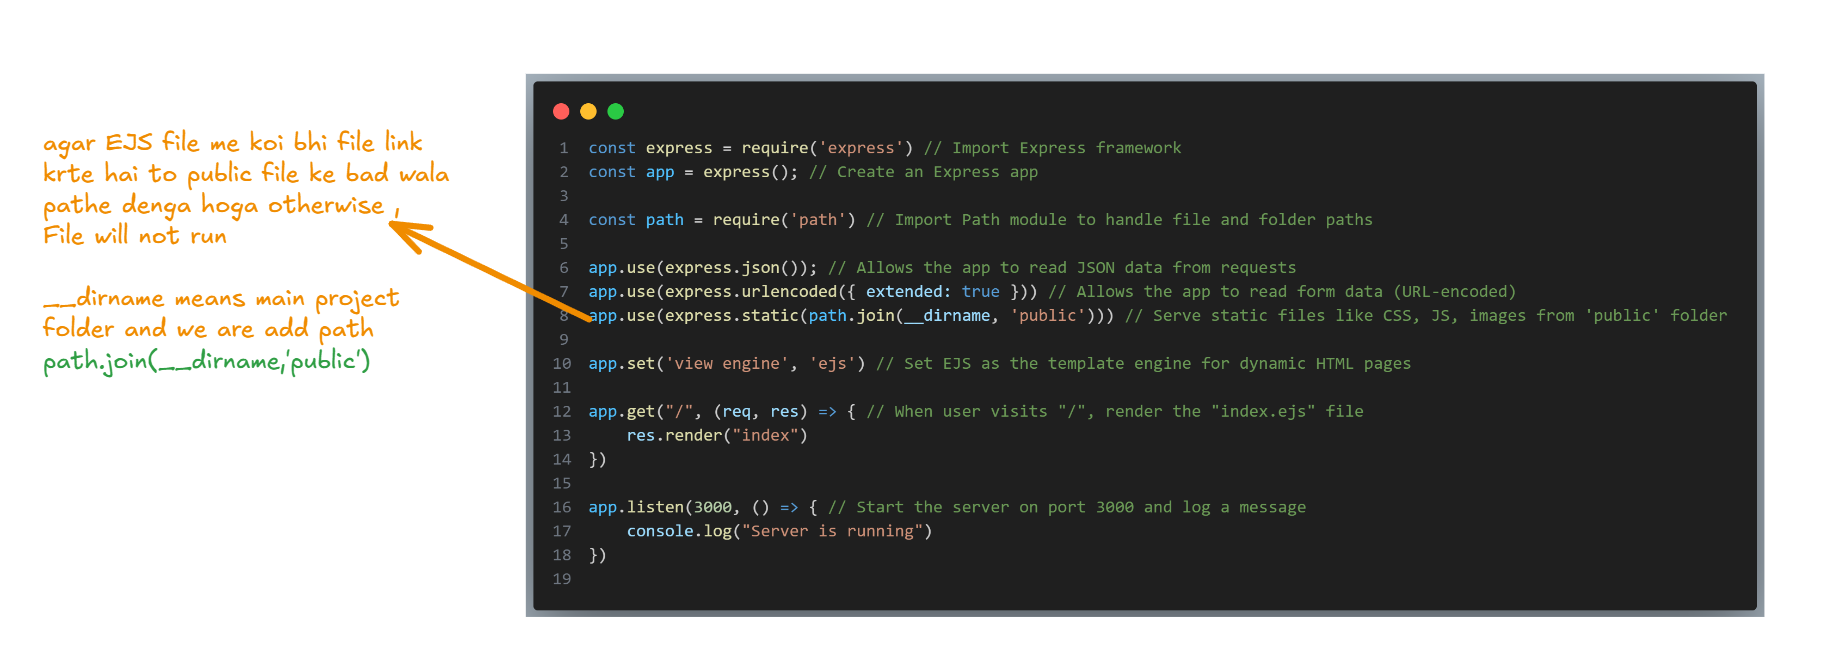 agar EJS file me koi bhi file link
krte hai to public file ke bad wala
pathe denga hoga otherwise ,
File will not run
__dirname means main project
folder and we are add path
path.join(__dirname,'public')
1 const express = require('express') // Import Express framework
2 const app = express(); // Create an Express app
3
4 const path = require('path') // Import Path module to handle file and folder paths
5
6 app.use(express.json()); // Allows the app to read JSON data from requests
7 app.use(express.urlencoded({ extended: true })) // Allows the app to read form data (URL-encoded)
8 app.use(express.static(path.join(__dirname, 'public'))) // Serve static files like CSS, JS, images from 'public' folder
9
10 app.set('view engine', 'ejs') // Set EJS as the template engine for dynamic HTML pages
11
12 app.get("/", (req, res) => { // When user visits "/", render the "index.ejs" file
13     res.render("index")
14 })
15
16 app.listen(3000, () => { // Start the server on port 3000 and log a message
17     console.log("Server is running")
18 })
19